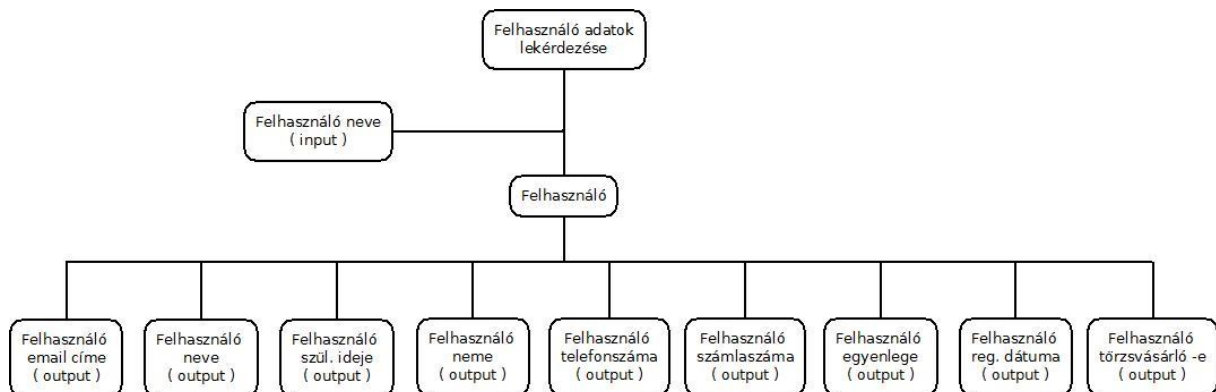 Felhasználó adatok
lekérdezése
Felhasználó neve
( input )
Felhasználó
Felhasználó
email címe
( output )
Felhasználó
neve
( output )
Felhasználó
szül. ideje
( output )
Felhasználó
neme
( output )
Felhasználó
telefonszáma
( output )
Felhasználó
számlaszáma
( output )
Felhasználó
egyenlege
( output )
Felhasználó
reg. dátuma
( output )
Felhasználó
törzsvásárló -e
( output )